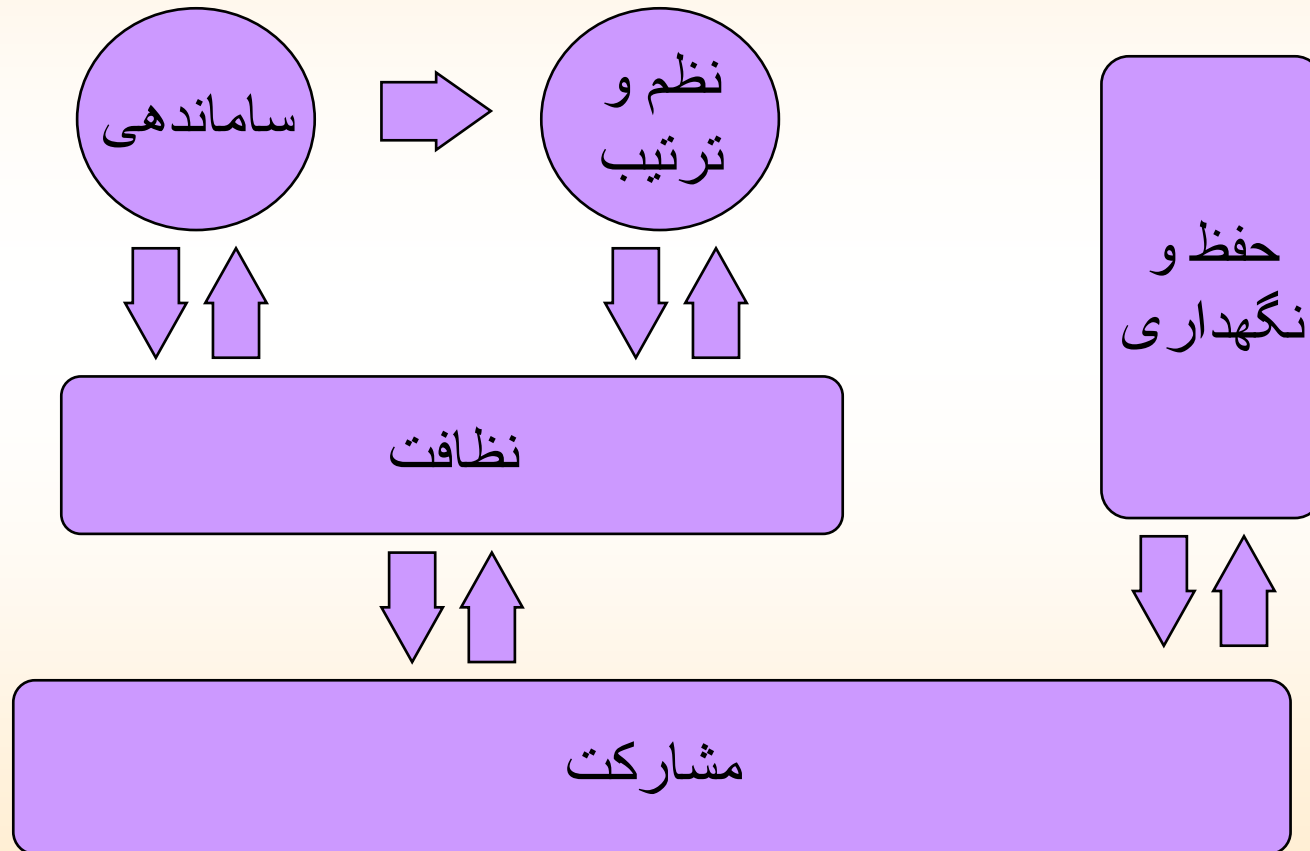 ساماندهی
نظم و
ترتیب
حفظ و
نگهداری
نظافت
مشارکت